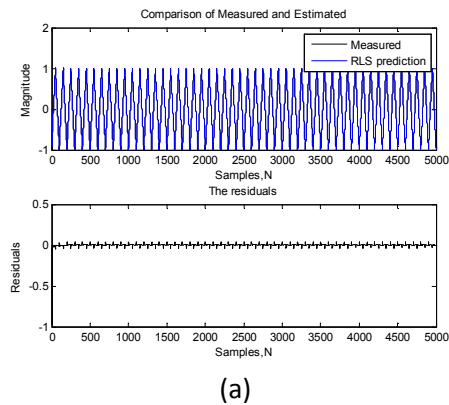 Comparison of Measured and Estimated
2
1
0
-1
Magnitude
Measured
RLS prediction
0 500 1000 1500 2000 2500 3000 3500 4000 4500 5000
Samples,N
The residuals
0.5
0
-0.5
-1
Residuals
0 500 1000 1500 2000 2500 3000 3500 4000 4500 5000
Samples,N
(a)